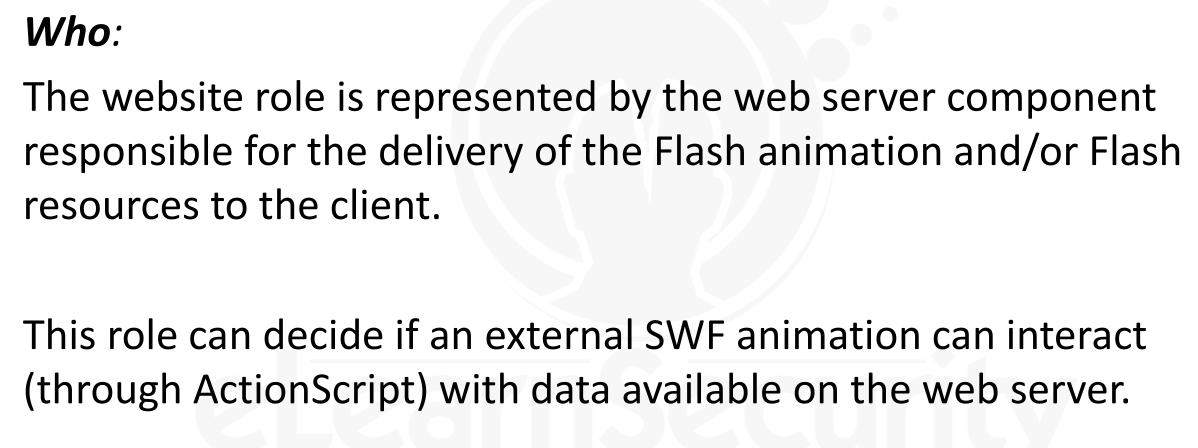 Who:
The website role is represented by the web server component
responsible for the delivery of the Flash animation and/or Flash
resources to the client.
This role can decide if an external SWF animation can interact
(through ActionScript) with data available on the web server.
eLearnSecurity